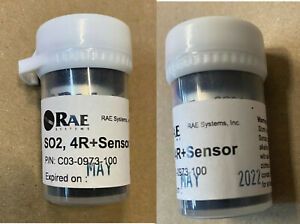 RAE
SYSTEMS
RAE Systems,
SO2, 4R+Sensor
P/N: C03-0973-100
Expired on: MAY
RAE Systems, Inc.
4R+Sensor
-0973-100
MAY 2022